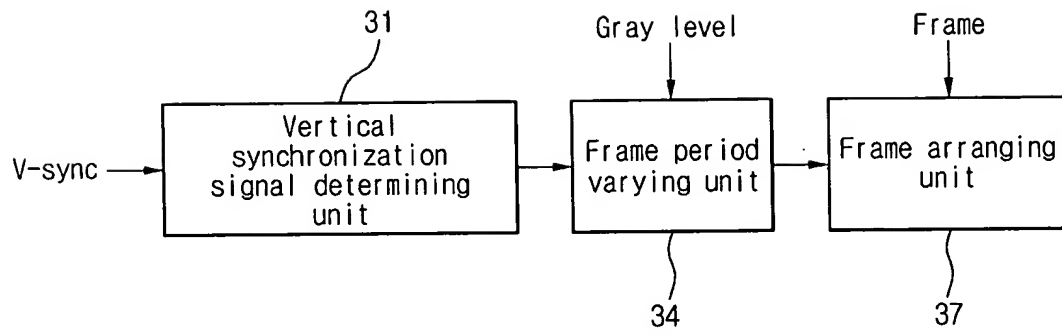 31
Gray level
Frame
V-sync
Vertical
synchronization
signal determining
unit
Frame period
varying unit
Frame arranging
unit
34
37